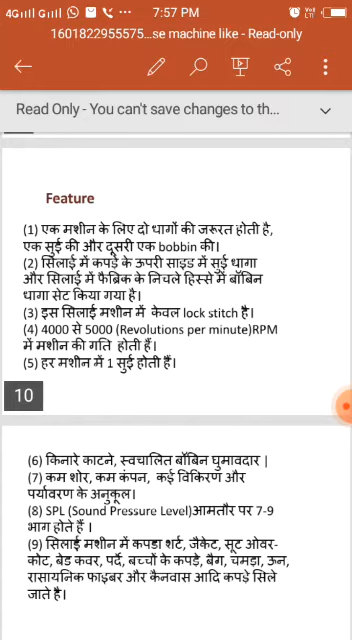 4G 4G 7:57 PM
1601822955575...se machine like - Read-only
Read Only - You can't save changes to th...
Feature
(1) एक मशीन के लिए दो धागों की जरूरत होती है,
एक सुई की और दूसरी एक bobbin की।
(2) सिलाई में कपड़े के ऊपरी साइड में सुई धागा
और सिलाई में फैब्रिक के निचले हिस्से में बॉबिन
धागा सेट किया गया है।
(3) इस सिलाई मशीन में केवल lock stitch है।
(4) 4000 से 5000 (Revolutions per minute)RPM
में मशीन की गति होती हैं।
(5) हर मशीन में 1 सुई होती हैं।
10
(6) किनारे काटने, स्वचालित बॉबिन घुमावदार |
(7) कम शोर, कम कंपन, कई विकिरण और
पर्यावरण के अनुकूल।
(8) SPL (Sound Pressure Level)आमतौर पर 7-9
भाग होते हैं ।
(9) सिलाई मशीन में कपडा शर्ट, जैकेट, सूट ओवर-
कोट, बेड कवर, पर्दे, बच्चों के कपड़े, बैग, चमड़ा, ऊन,
रासायनिक फाइबर और कैनवास आदि कपड़े सिले
जाते है।